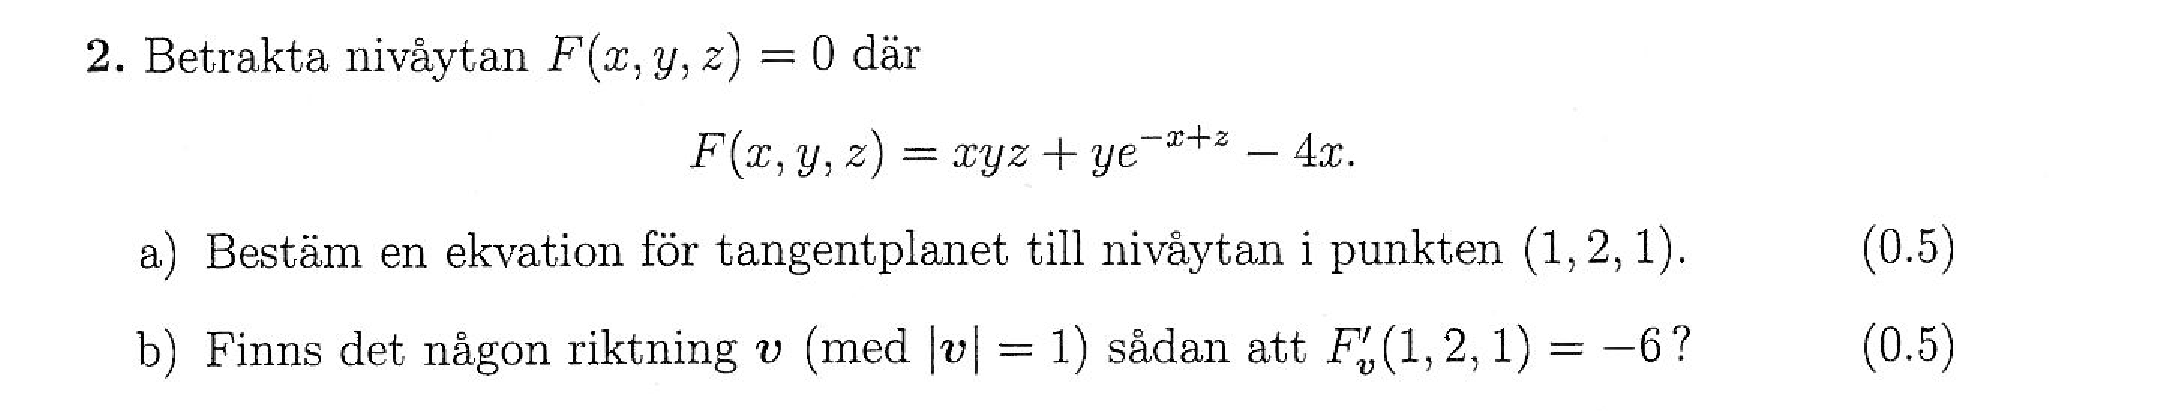 2. Betrakta nivåytan F(x, y, z) = 0 där
F(x, y, z) = xyz + ye^{-x+z} − 4x.
a) Bestäm en ekvation för tangentplanet till nivåytan i punkten (1, 2, 1). (0.5)
b) Finns det någon riktning v (med |v| = 1) sådan att F'_v(1, 2, 1) = −6 ? (0.5)